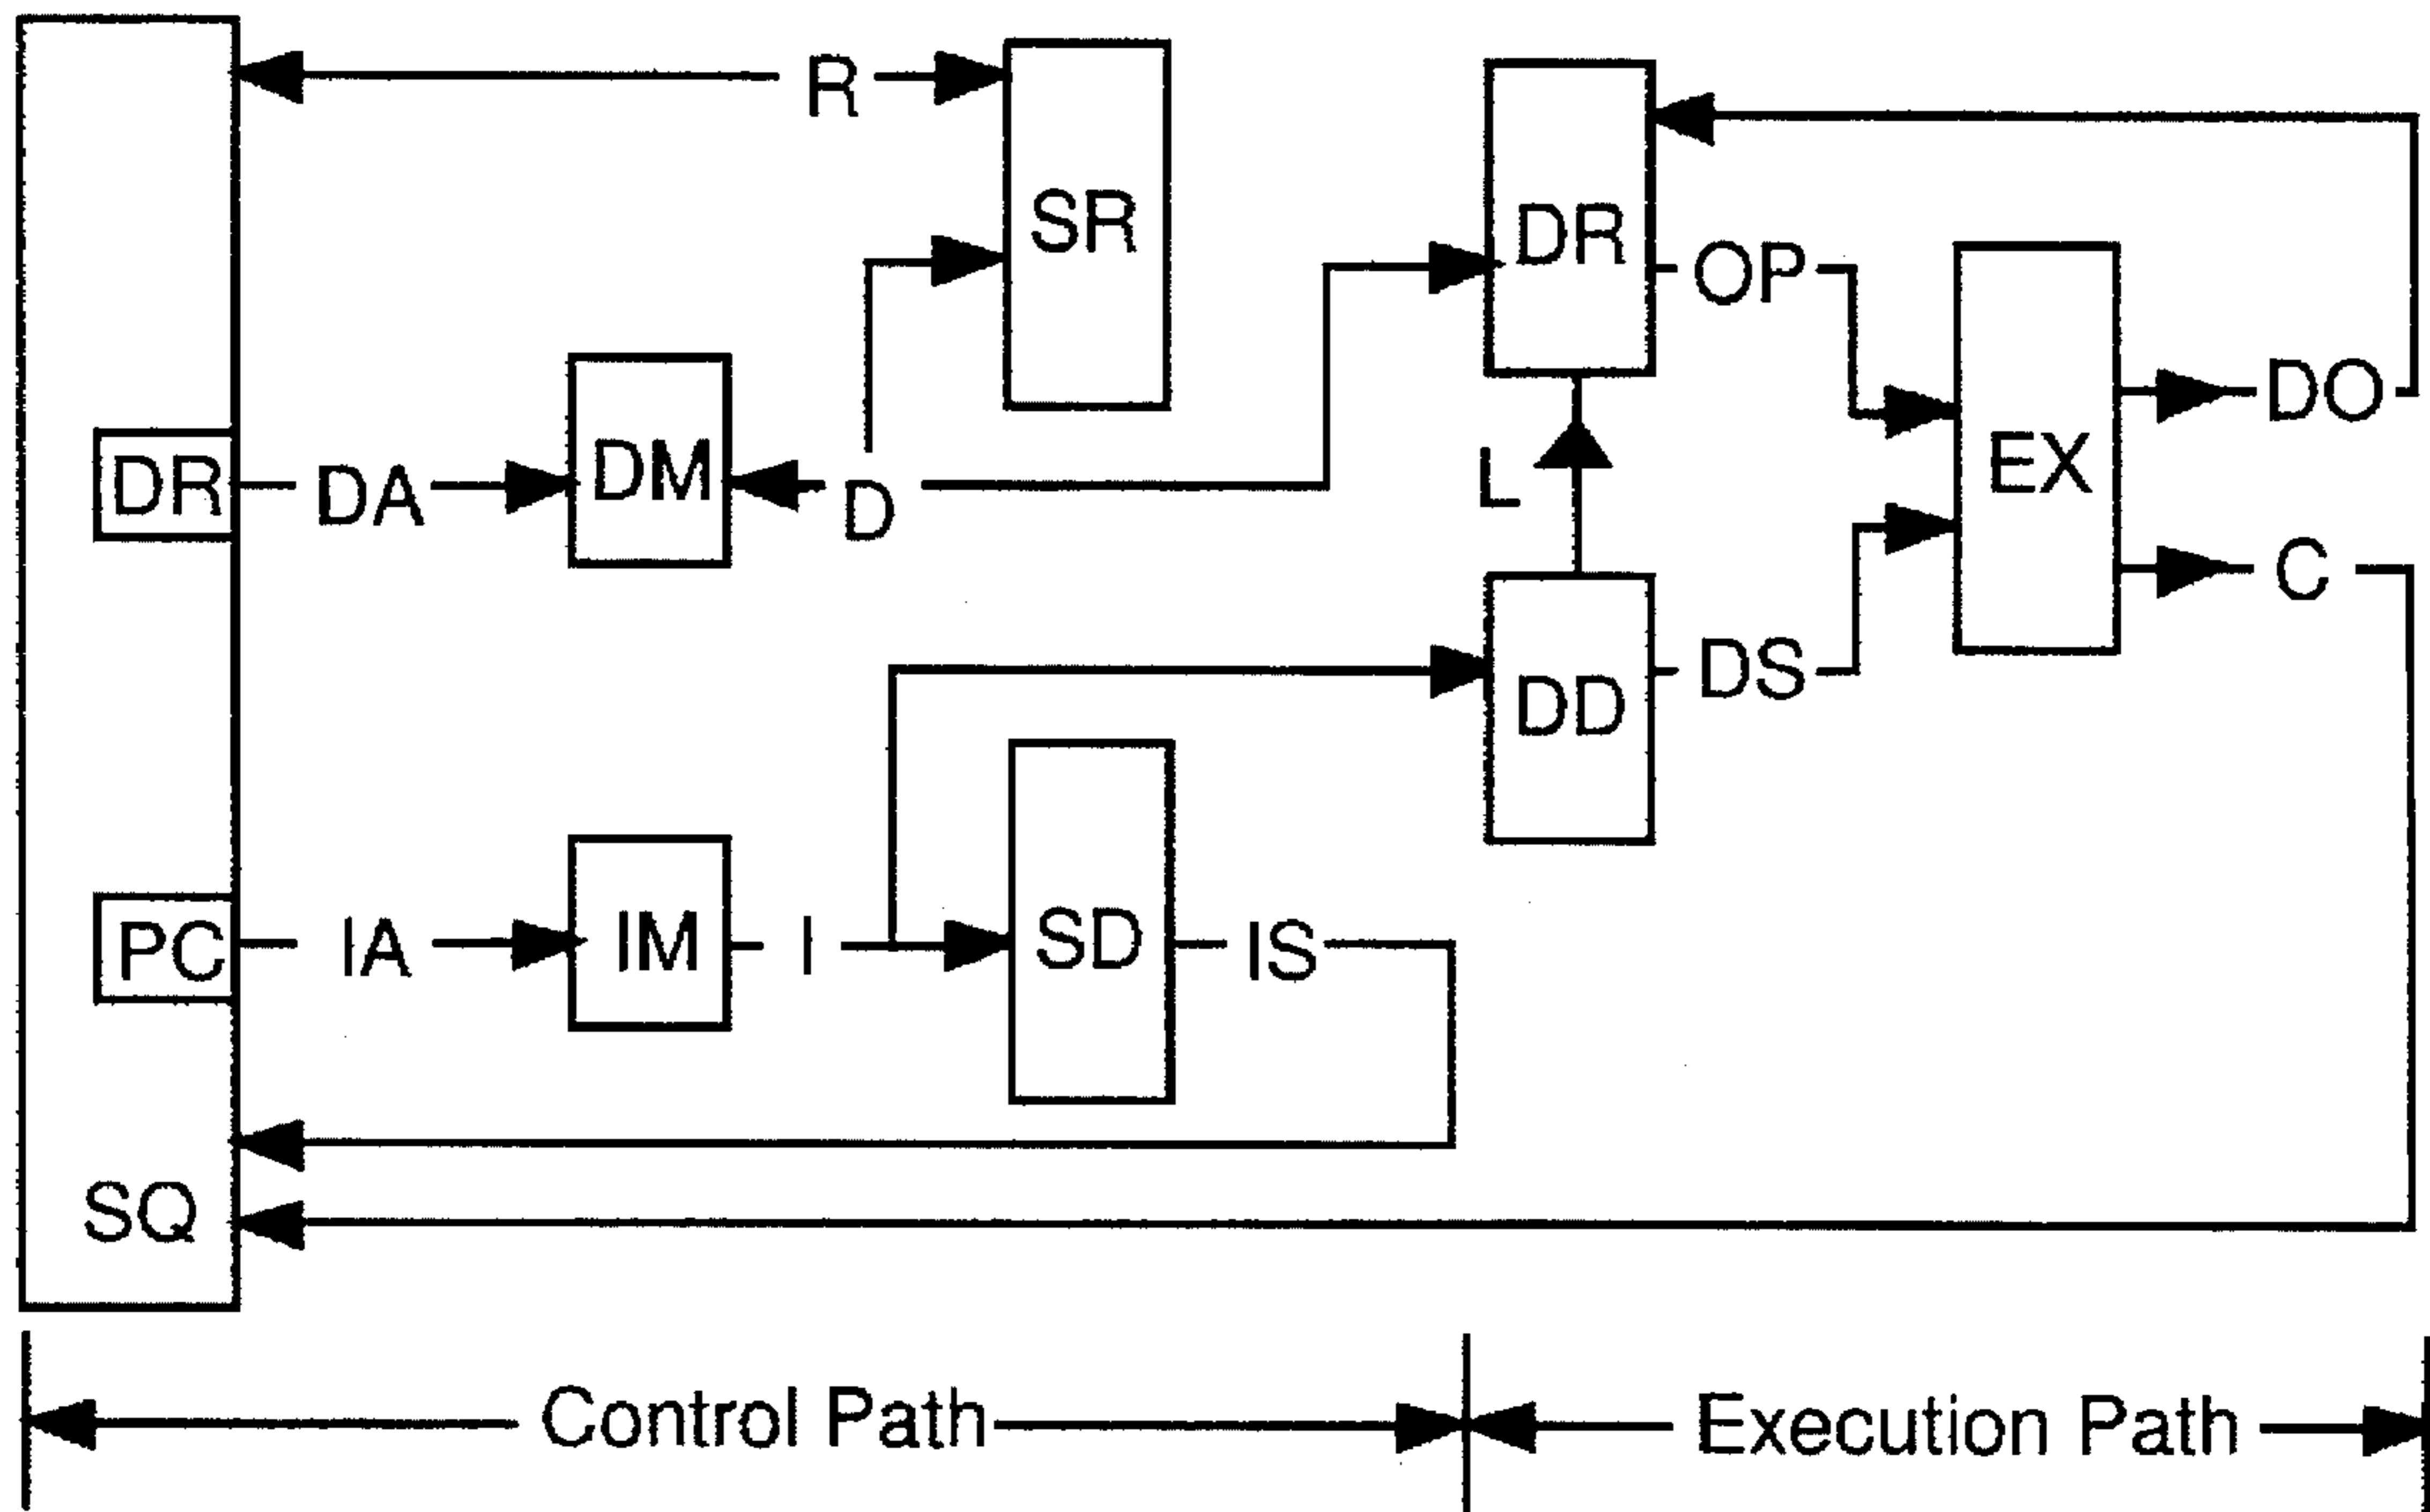 R
SR
DR
OP
DO
DR
DA
DM
D
L
EX
C
DD
DS
PC
IA
IM
I
SD
IS
SQ
Control Path
Execution Path